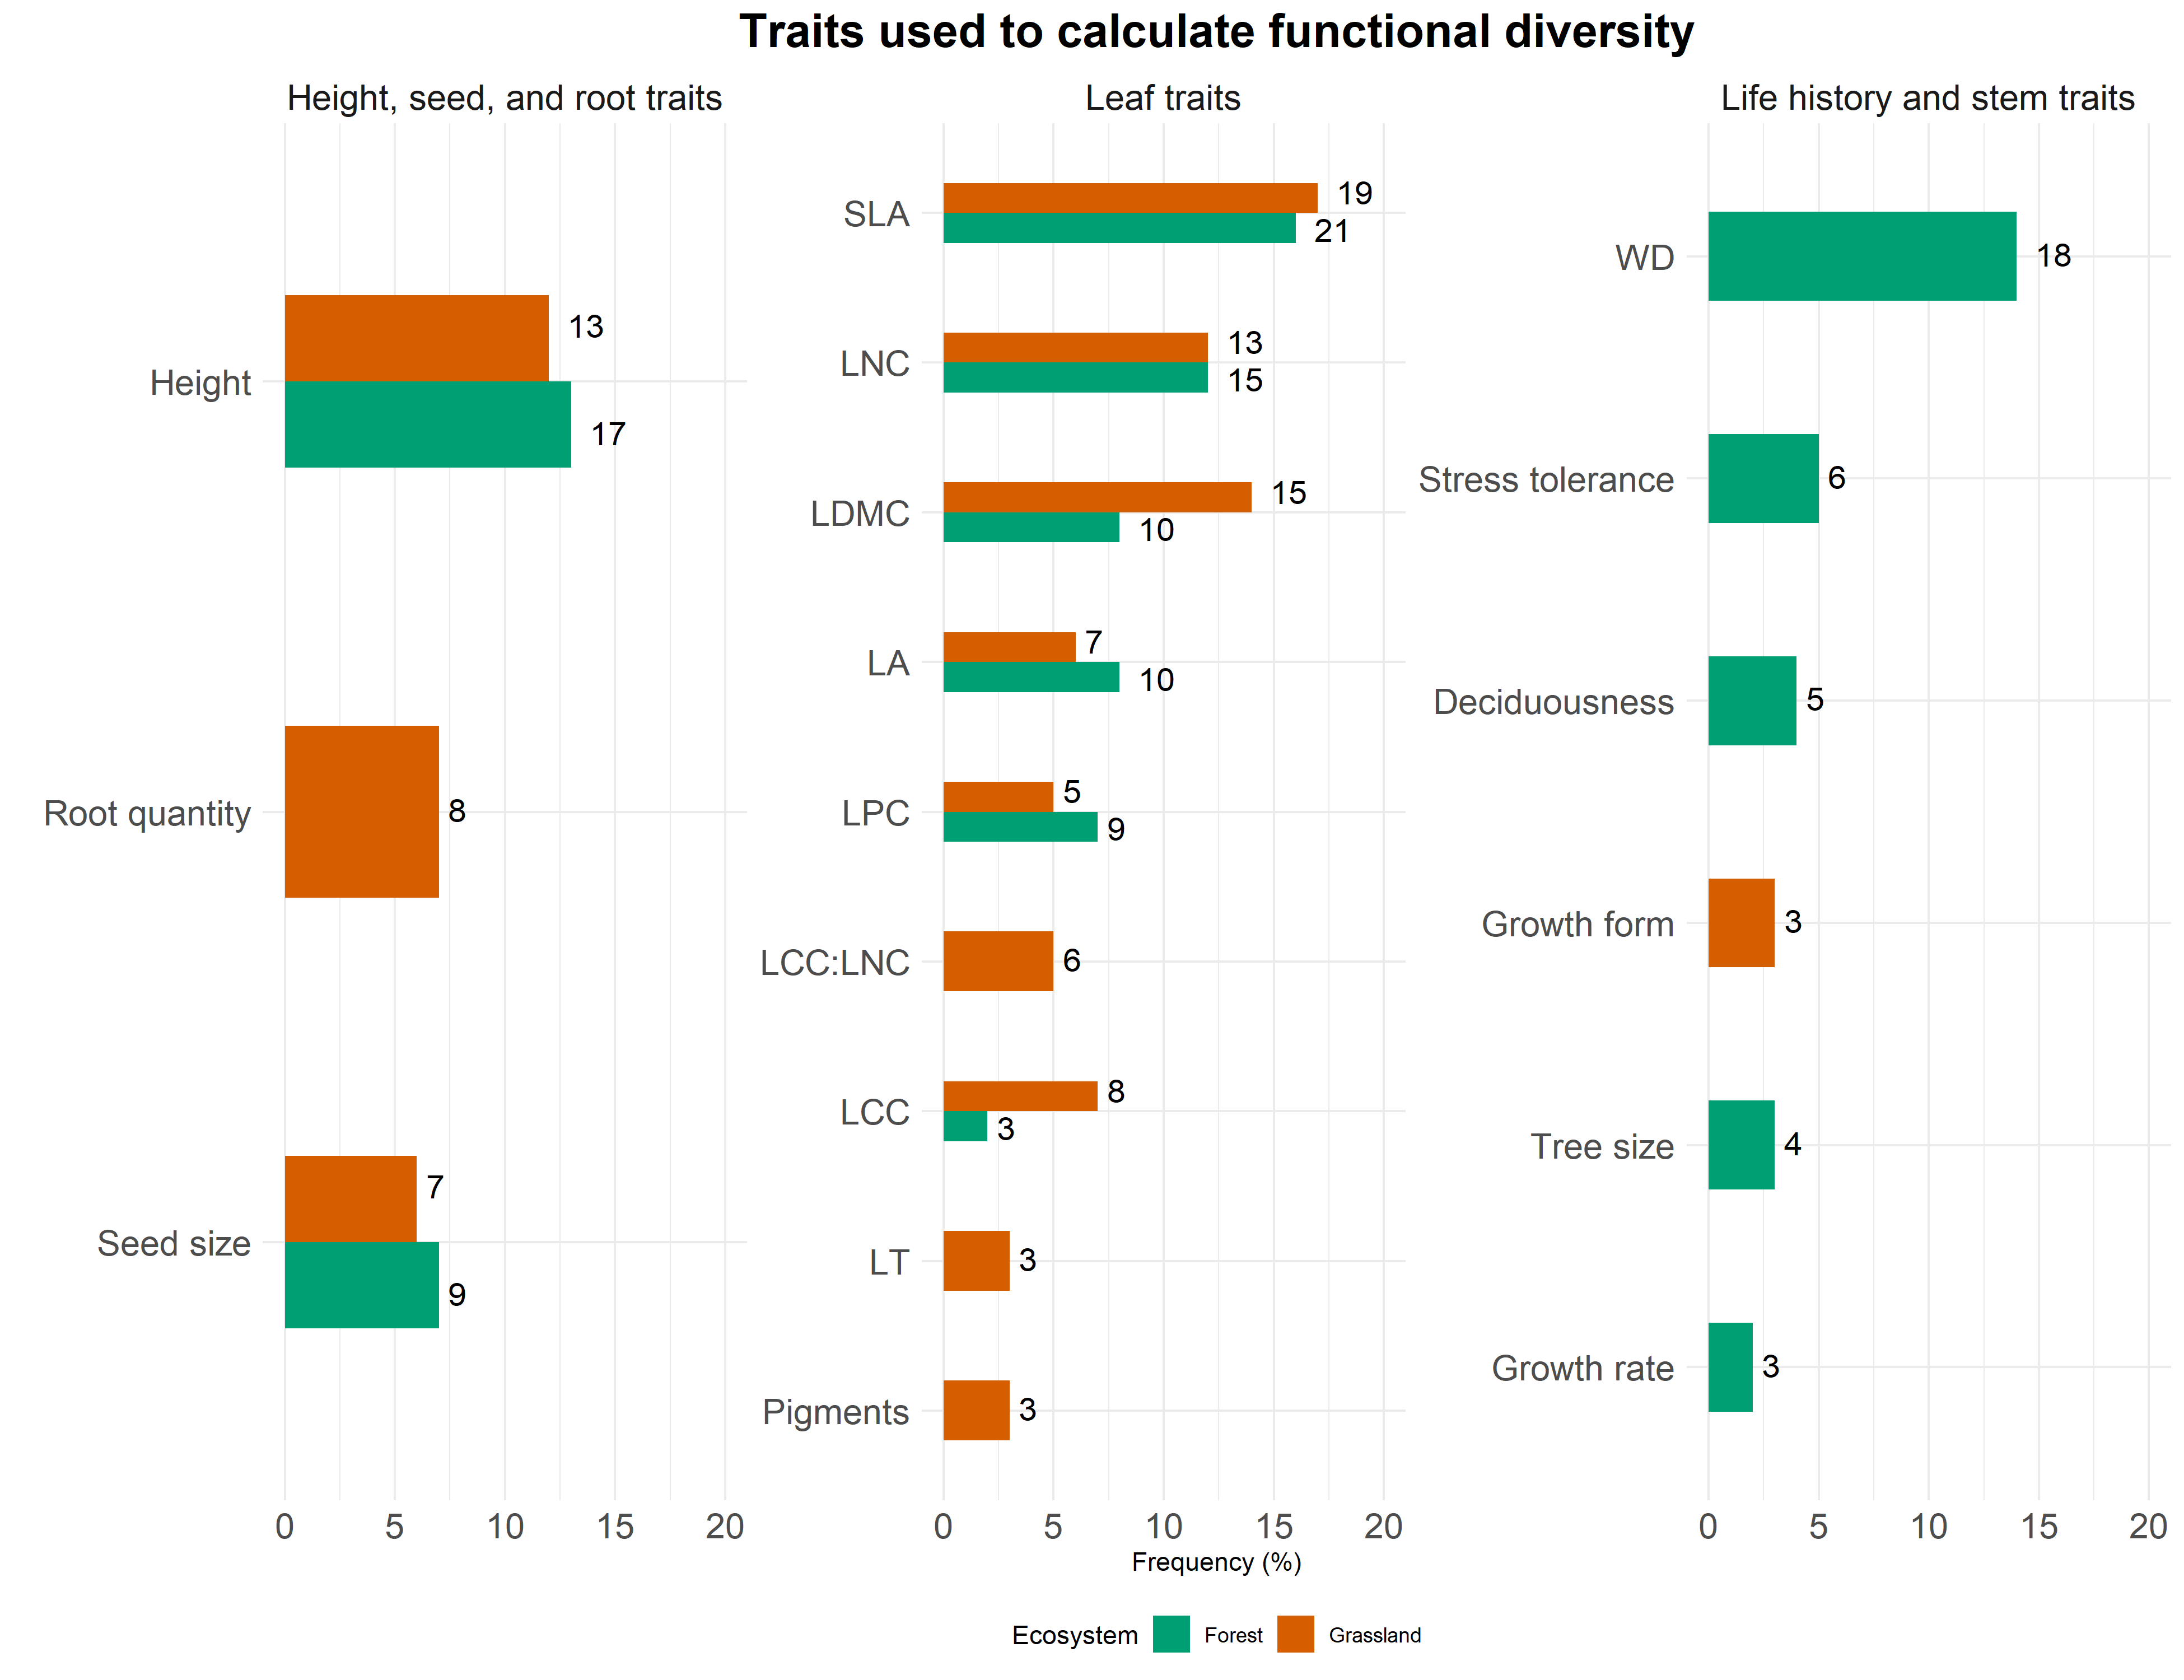 Traits used to calculate functional diversity
Height, seed, and root traits
Height
13
17
Root quantity
8
Seed size
7
9
0 5 10 15 20
Leaf traits
SLA
19
21
LNC
13
15
LDMC
15
10
LA
7
10
LPC
5
9
LCC:LNC
6
LCC
8
3
LT
3
Pigments
3
0 5 10 15 20
Frequency (%)
Life history and stem traits
WD
18
Stress tolerance
6
Deciduousness
5
Growth form
3
Tree size
4
Growth rate
3
0 5 10 15 20
Ecosystem Forest Grassland